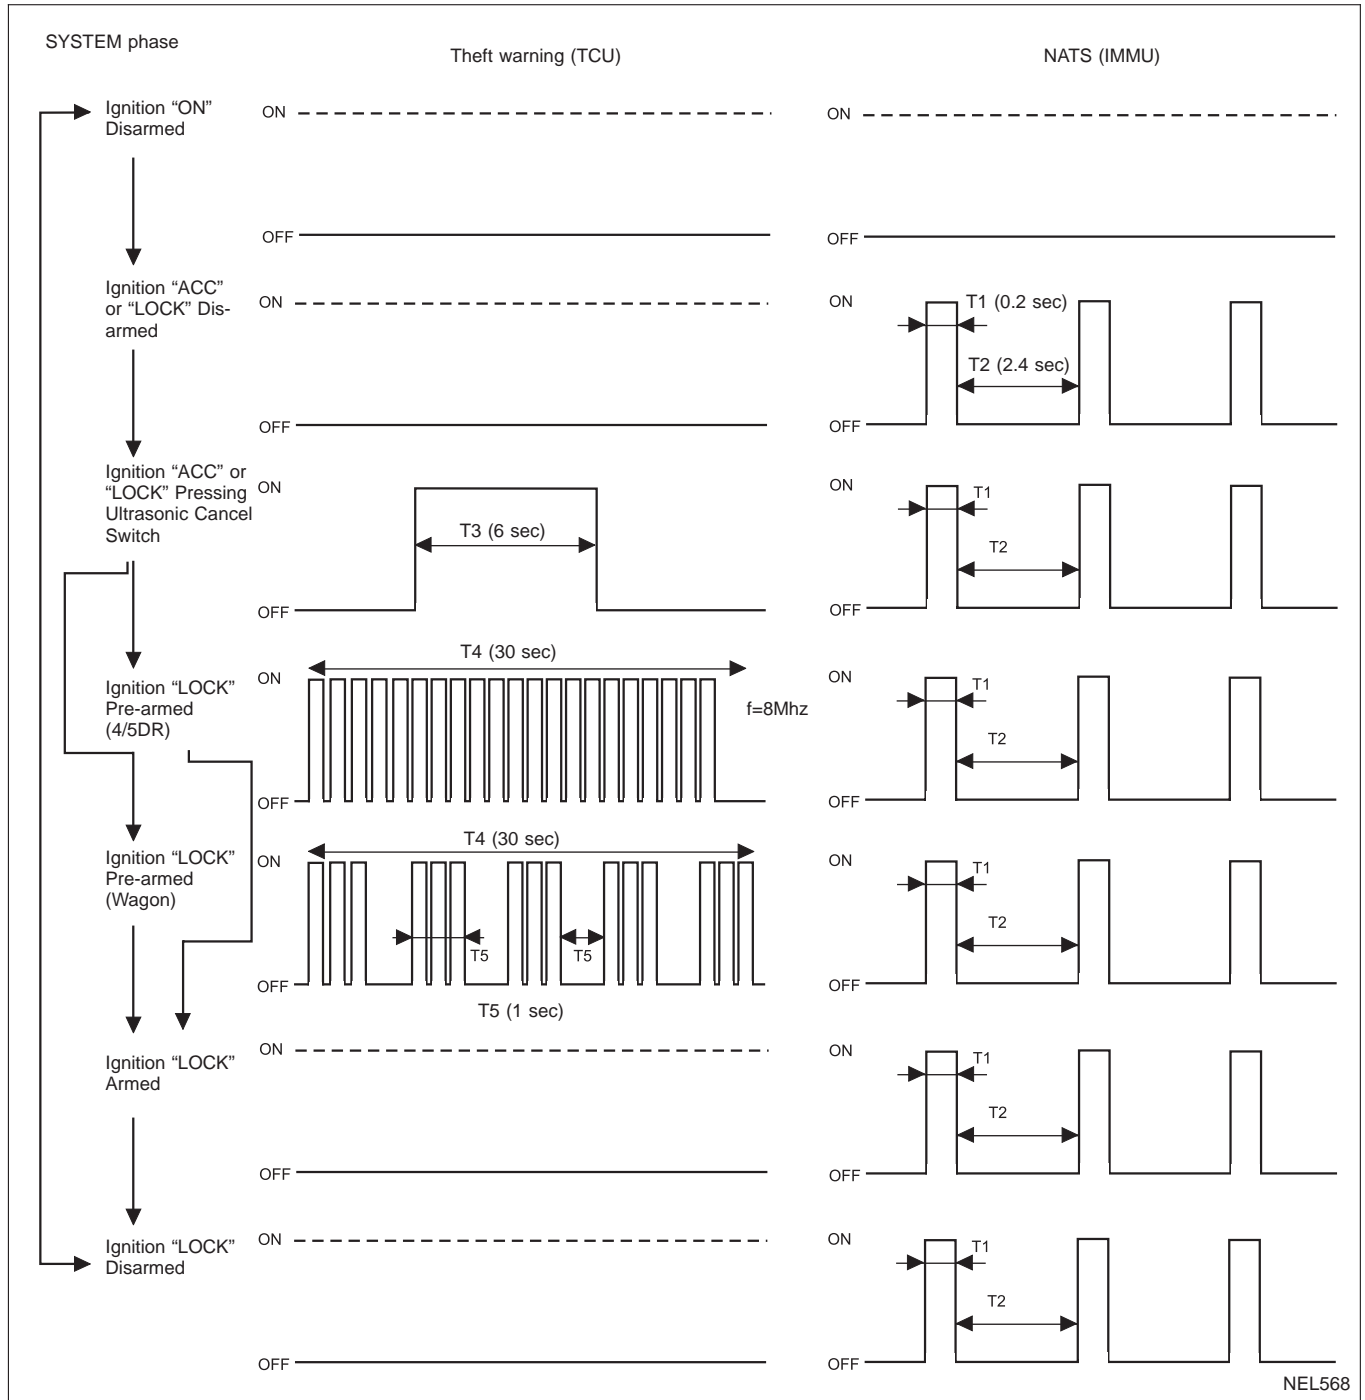 SYSTEM phase
Theft warning (TCU)
NATS (IMMU)
Ignition “ON”
Disarmed
ON
ON
OFF
OFF
Ignition “ACC”
or “LOCK” Dis-
armed
ON
ON
T1 (0.2 sec)
T2 (2.4 sec)
OFF
OFF
Ignition “ACC” or
“LOCK” Pressing
Ultrasonic Cancel
Switch
ON
T3 (6 sec)
OFF
ON
T1
T2
OFF
Ignition “LOCK”
Pre-armed
(4/5DR)
ON
T4 (30 sec)
f=8Mhz
OFF
ON
T1
T2
OFF
Ignition “LOCK”
Pre-armed
(Wagon)
ON
T4 (30 sec)
T5
T5
OFF
T5 (1 sec)
ON
T1
T2
OFF
Ignition “LOCK”
Armed
ON
OFF
ON
T1
T2
OFF
Ignition “LOCK”
Disarmed
ON
OFF
ON
T1
T2
OFF
NEL568